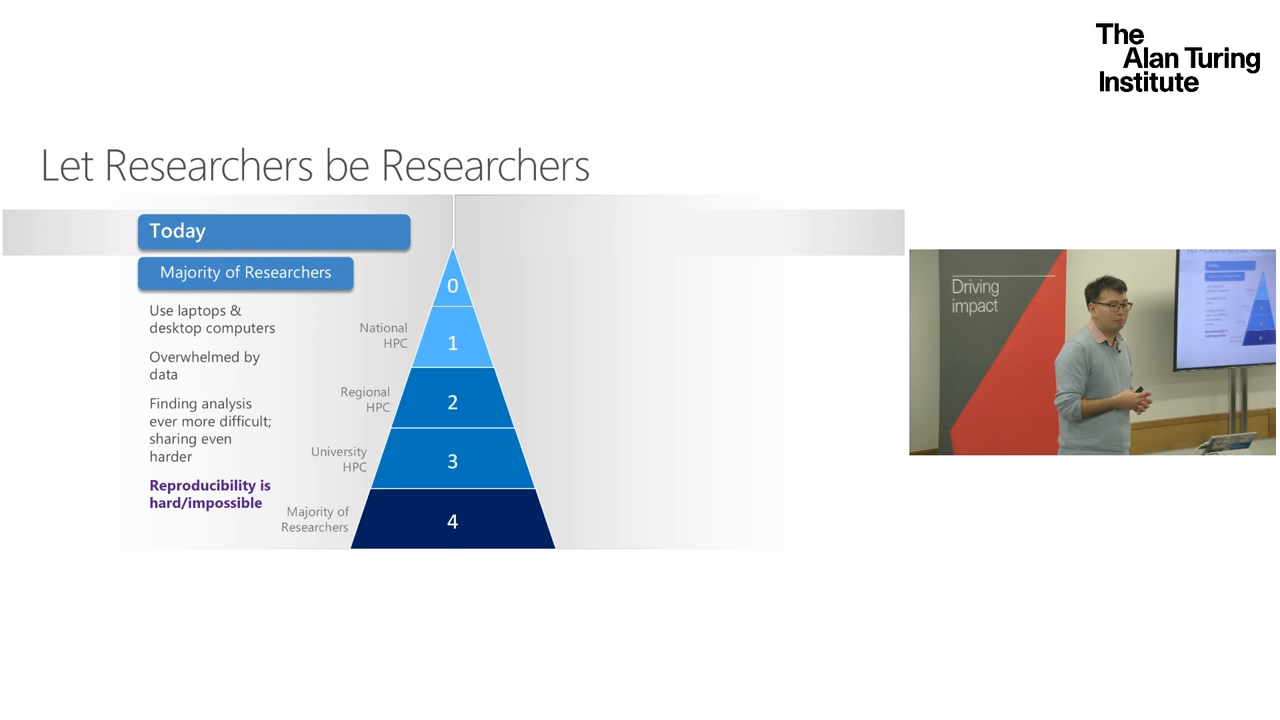 The
Alan Turing
Institute
Let Researchers be Researchers
Today
Majority of Researchers
Use laptops &
desktop computers
Overwhelmed by
data
Finding analysis
ever more difficult;
sharing even
harder
Reproducibility is
hard/impossible
0
National
HPC
1
Regional
HPC
2
University
HPC
3
Majority of
Researchers
4
Driving
impact